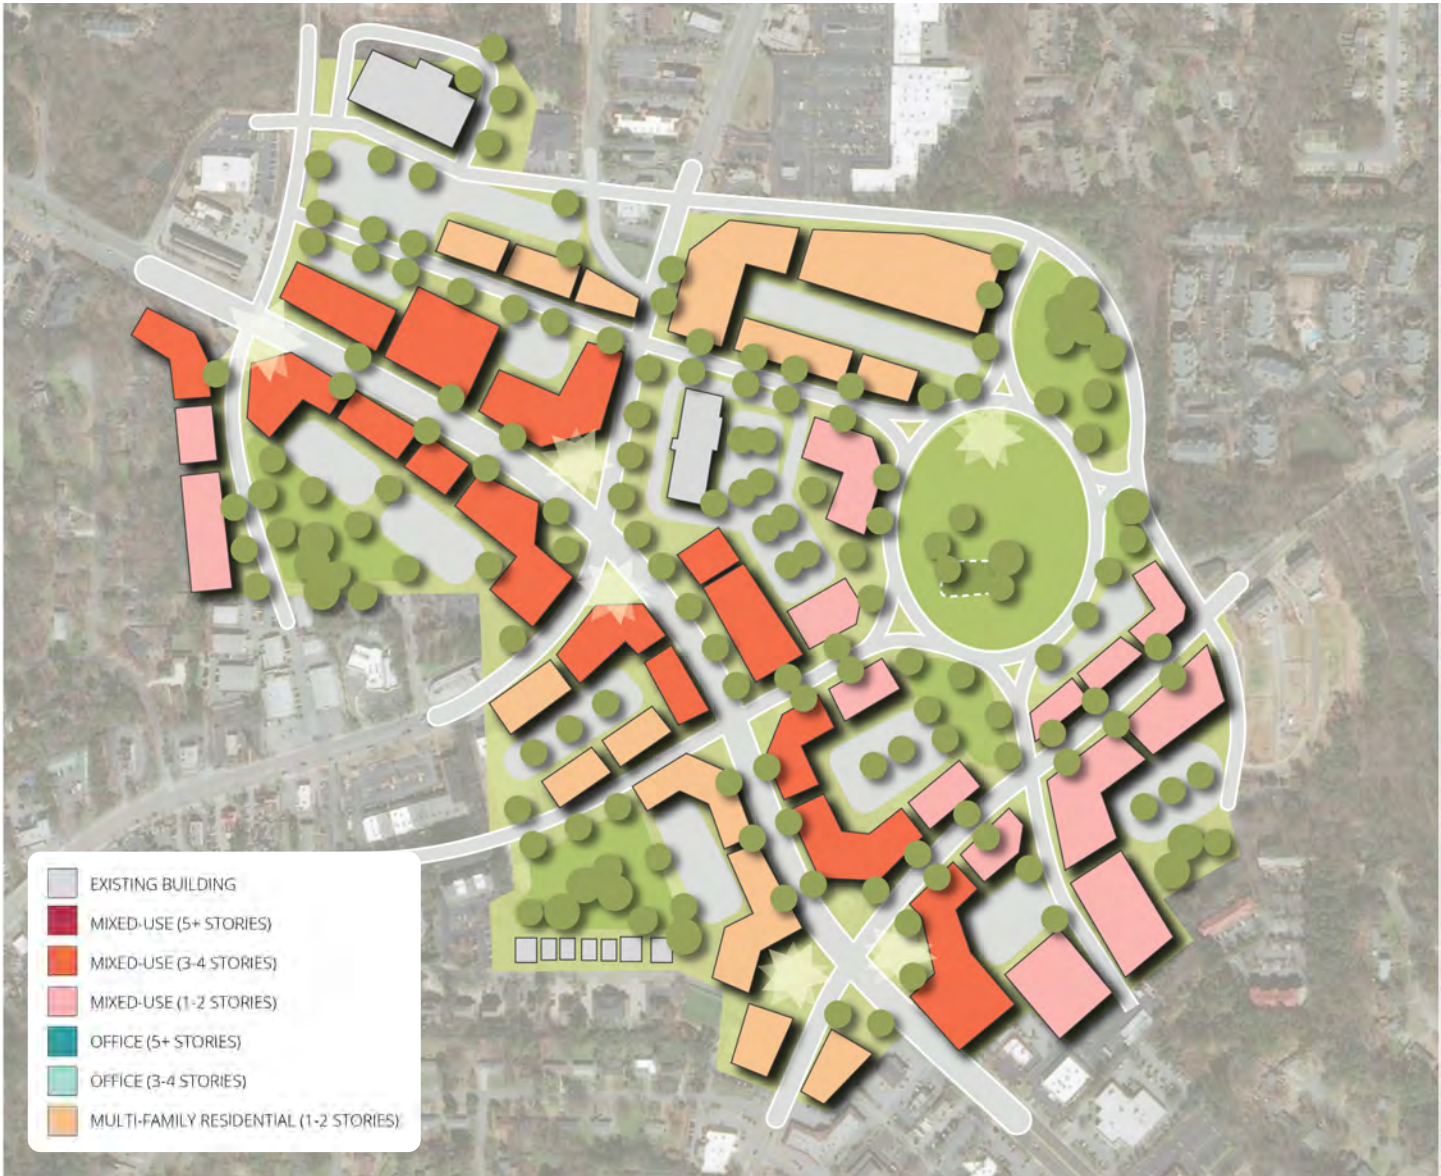 EXISTING BUILDING
MIXED-USE (5+ STORIES)
MIXED-USE (3-4 STORIES)
MIXED-USE (1-2 STORIES)
OFFICE (5+ STORIES)
OFFICE (3-4 STORIES)
MULTI-FAMILY RESIDENTIAL (1-2 STORIES)